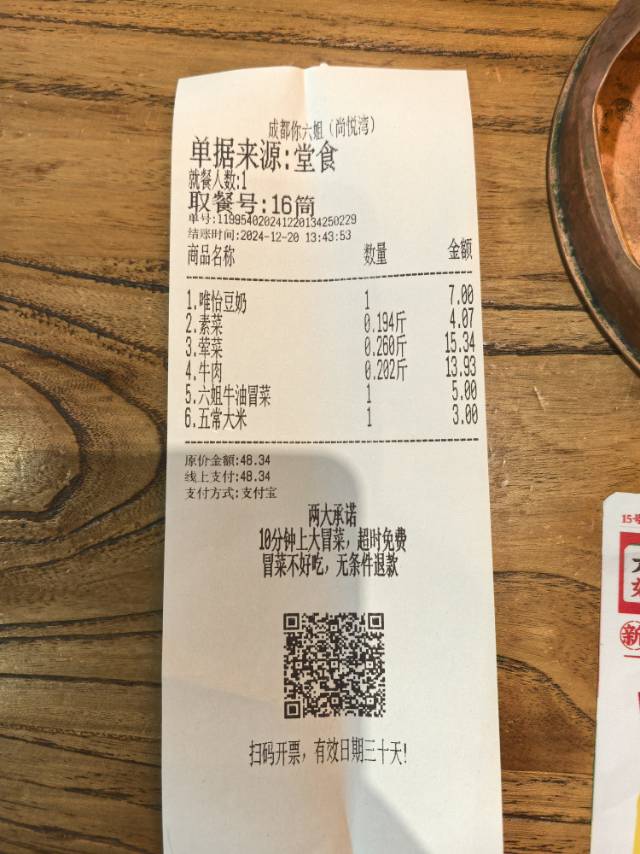 成都你六姐（尚悦湾）
单据来源:堂食
就餐人数:1
取餐号:16筒
单号:119954020241220134250229
结账时间:2024-12-20 13:43:53
商品名称 数量 金额
1.唯怡豆奶 1 7.00
2.素菜 0.194斤 4.07
3.荤菜 0.260斤 15.34
4.牛肉 0.202斤 13.93
5.六姐牛油冒菜 1 5.00
6.五常大米 1 3.00
原价金额:48.34
线上支付:48.34
支付方式:支付宝
两大承诺
10分钟上大冒菜，超时免费
冒菜不好吃，无条件退款
扫码开票，有效日期三十天!
15号
新